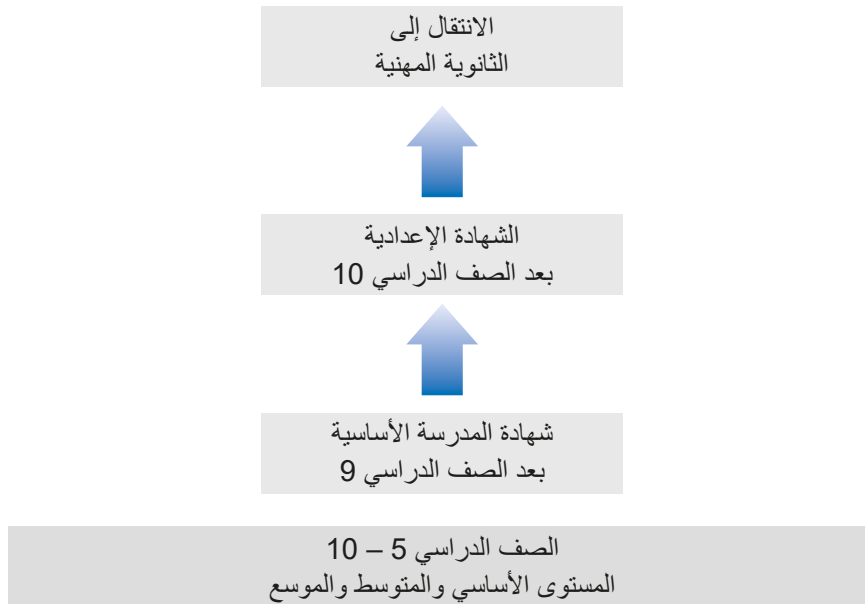 الانتقال إلى
الثانوية المهنية
الشهادة الإعدادية
بعد الصف الدراسي 10
شهادة المدرسة الأساسية
بعد الصف الدراسي 9
الصف الدراسي 5 – 10
المستوى الأساسي والمتوسط والموسع